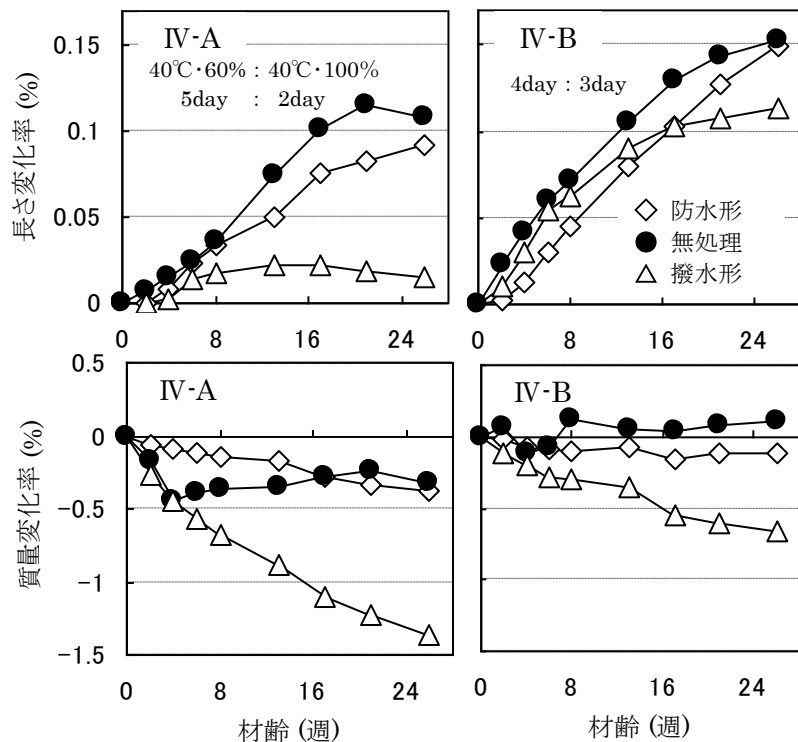 0.15
0.1
0.05
0
長さ変化率 (%)
Ⅳ-A
40℃・60% : 40℃・100%
5day : 2day
0 8 16 24
Ⅳ-B
4day : 3day
防水形
無処理
撥水形
0 8 16 24
0.5
0
-0.5
-1
-1.5
質量変化率 (%)
Ⅳ-A
0 8 16 24
材齢 (週)
Ⅳ-B
0 8 16 24
材齢 (週)